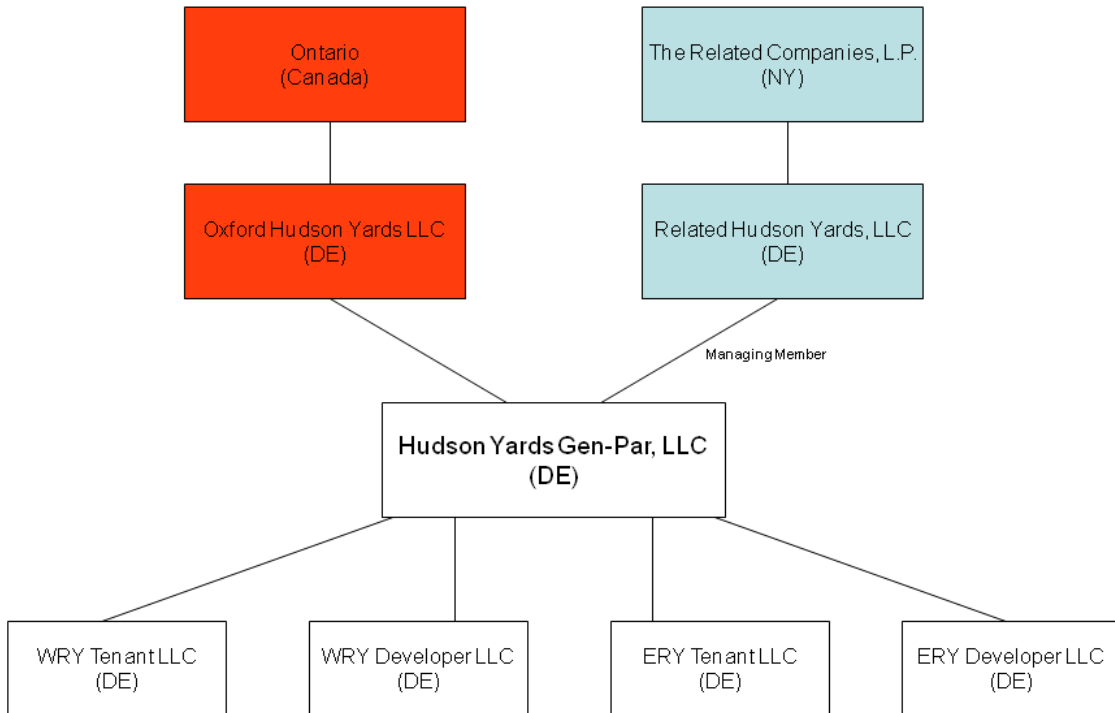 Ontario
(Canada)
The Related Companies, L.P.
(NY)
Oxford Hudson Yards LLC
(DE)
Related Hudson Yards, LLC
(DE)
Managing Member
Hudson Yards Gen-Par, LLC
(DE)
WRY Tenant LLC
(DE)
WRY Developer LLC
(DE)
ERY Tenant LLC
(DE)
ERY Developer LLC
(DE)